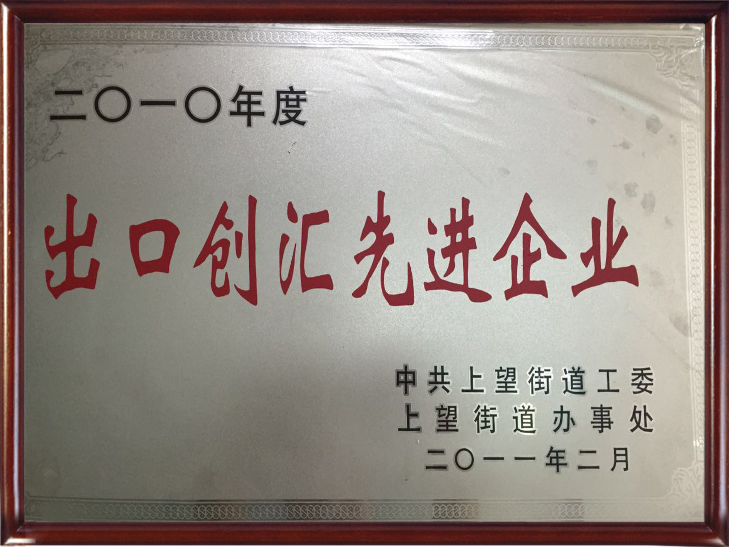 二〇一〇年度
出口创汇先进企业
中共上望街道工委
上望街道办事处
二〇一一年二月